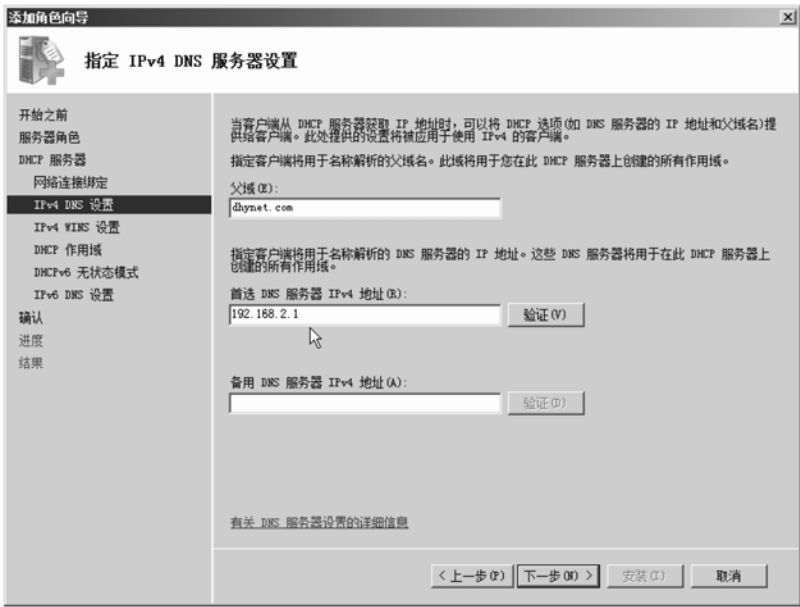 添加角色向导
指定 IPv4 DNS 服务器设置
开始之前
服务器角色
DHCP 服务器
网络连接绑定
IPv4 DNS 设置
IPv4 WINS 设置
DHCP 作用域
DHCPv6 无状态模式
IPv6 DNS 设置
确认
进度
结果
当客户端从 DHCP 服务器获取 IP 地址时,可以将 DHCP 选项(如 DNS 服务器的 IP 地址和父域名)提
供给客户端。此处提供的设置将被应用于使用 IPv4 的客户端。
指定客户端将用于名称解析的父域名。此域将用于您在此 DHCP 服务器上创建的所有作用域。
父域(E):
dhynet.com
指定客户端将用于名称解析的 DNS 服务器的 IP 地址。这些 DNS 服务器将用于在此 DHCP 服务器上
创建的所有作用域。
首选 DNS 服务器 IPv4 地址(R):
192.168.2.1
验证(V)
备用 DNS 服务器 IPv4 地址(A):
验证(D)
有关 DNS 服务器设置的详细信息
< 上一步(P)
下一步(N) >
安装(I)
取消